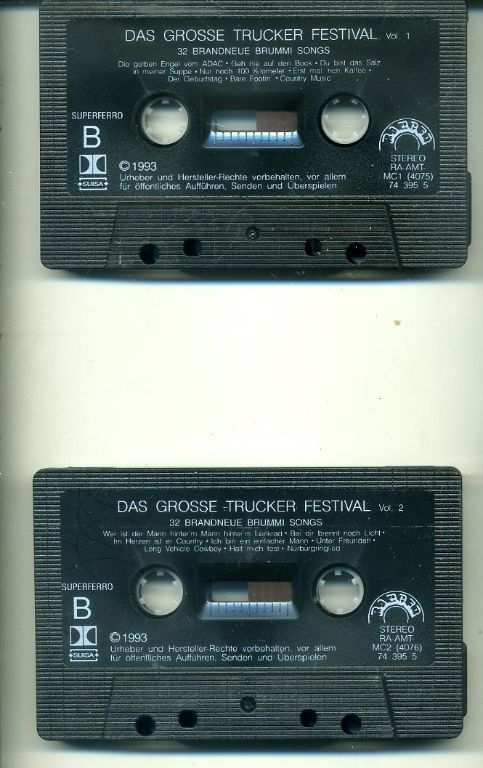 DAS GROSSE TRUCKER FESTIVAL Vol. 1
32 BRANDNEUE BRUMMI SONGS
Die gelben Engel vom ADAC • Geh nie auf den Bock • Du bist das Salz
in meiner Suppe • Nur noch 100 Kilometer • Erst mal nen Kaffee •
Der Geburtstag • Bare Footin • Country Music
SUPERFERRO
B
SUISA
©1993
Urheber und Hersteller-Rechte vorbehalten, vor allem
für öffentliches Aufführen, Senden und Überspielen
STEREO
RA-AMT
MC1 (4075)
74 395 5
DAS GROSSE TRUCKER FESTIVAL Vol. 2
32 BRANDNEUE BRUMMI SONGS
Wer ist der Mann hinter'm Mann hinter'm Lenkrad • Bei dir brennt noch Licht •
Im Herzen ist er Country • Ich bin ein einfacher Mann • Unter Freunden •
Long Vehicle Cowboy • Halt mich fest • Nürburgringlied
SUPERFERRO
B
SUISA
©1993
Urheber und Hersteller-Rechte vorbehalten, vor allem
für öffentliches Aufführen, Senden und Überspielen
STEREO
RA-AMT
MC2 (4076)
74 395 5